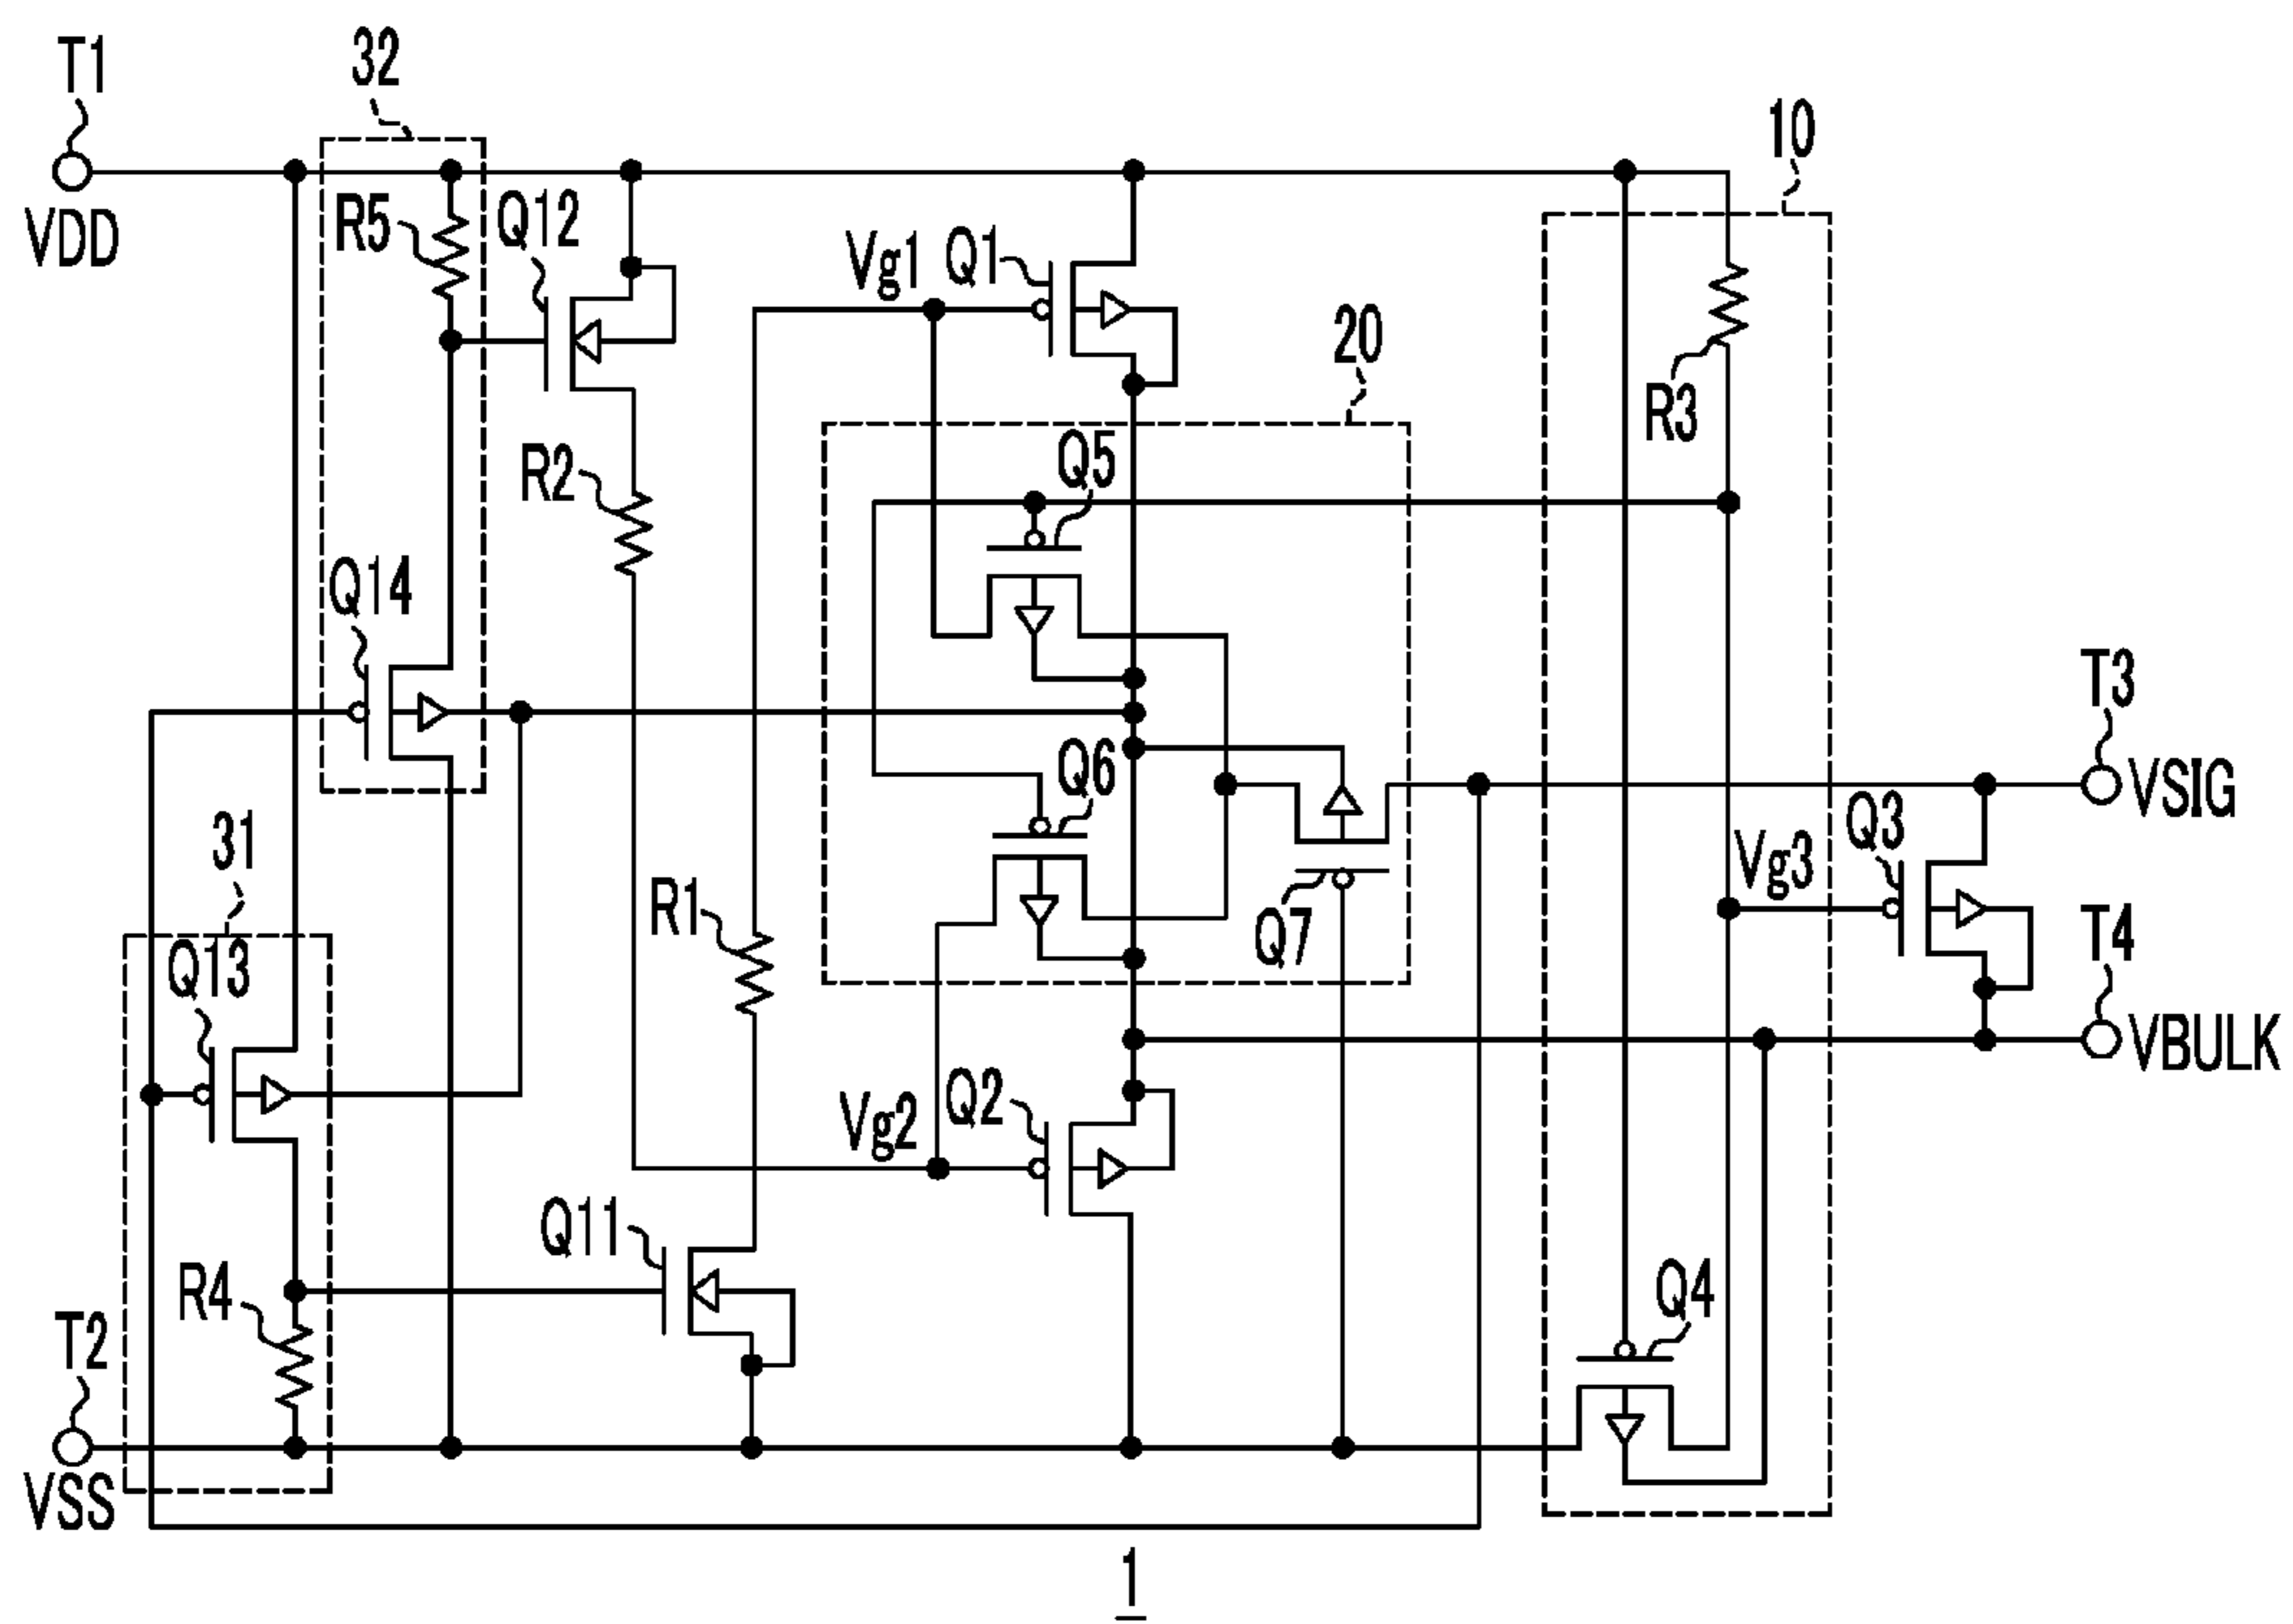 T1
32
10
VDD
R5
Q12
Vg1
Q1
20
R3
R2
Q5
Q14
T3
VSIG
Q6
31
Q3
Vg3
R1
Q7
T4
Q13
VBULK
Vg2
Q2
Q11
R4
Q4
T2
VSS
1